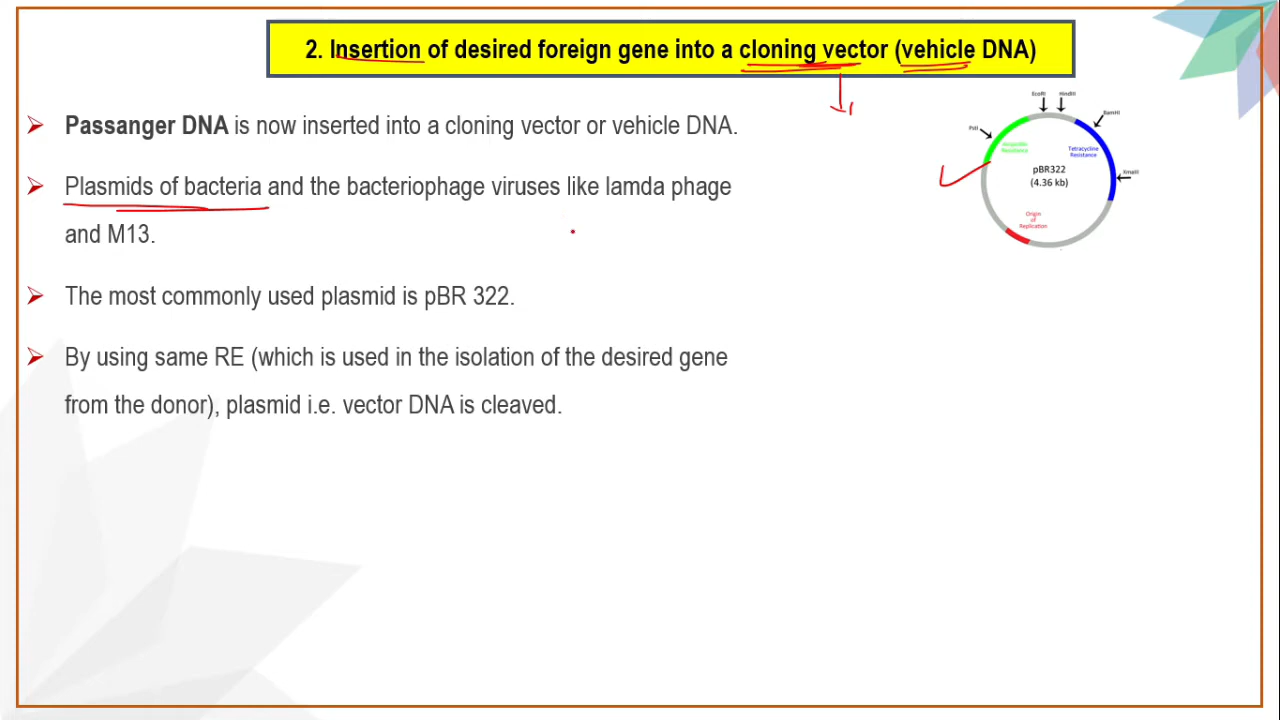 2. Insertion of desired foreign gene into a cloning vector (vehicle DNA)
Passanger DNA is now inserted into a cloning vector or vehicle DNA.
Plasmids of bacteria and the bacteriophage viruses like lamda phage
and M13.
The most commonly used plasmid is pBR 322.
By using same RE (which is used in the isolation of the desired gene
from the donor), plasmid i.e. vector DNA is cleaved.
EcoRI HindIII
BamHI
PstI
Tetracycline
Resistance
Resistance
pBR322
(4.36 kb)
Origin
of
Replication